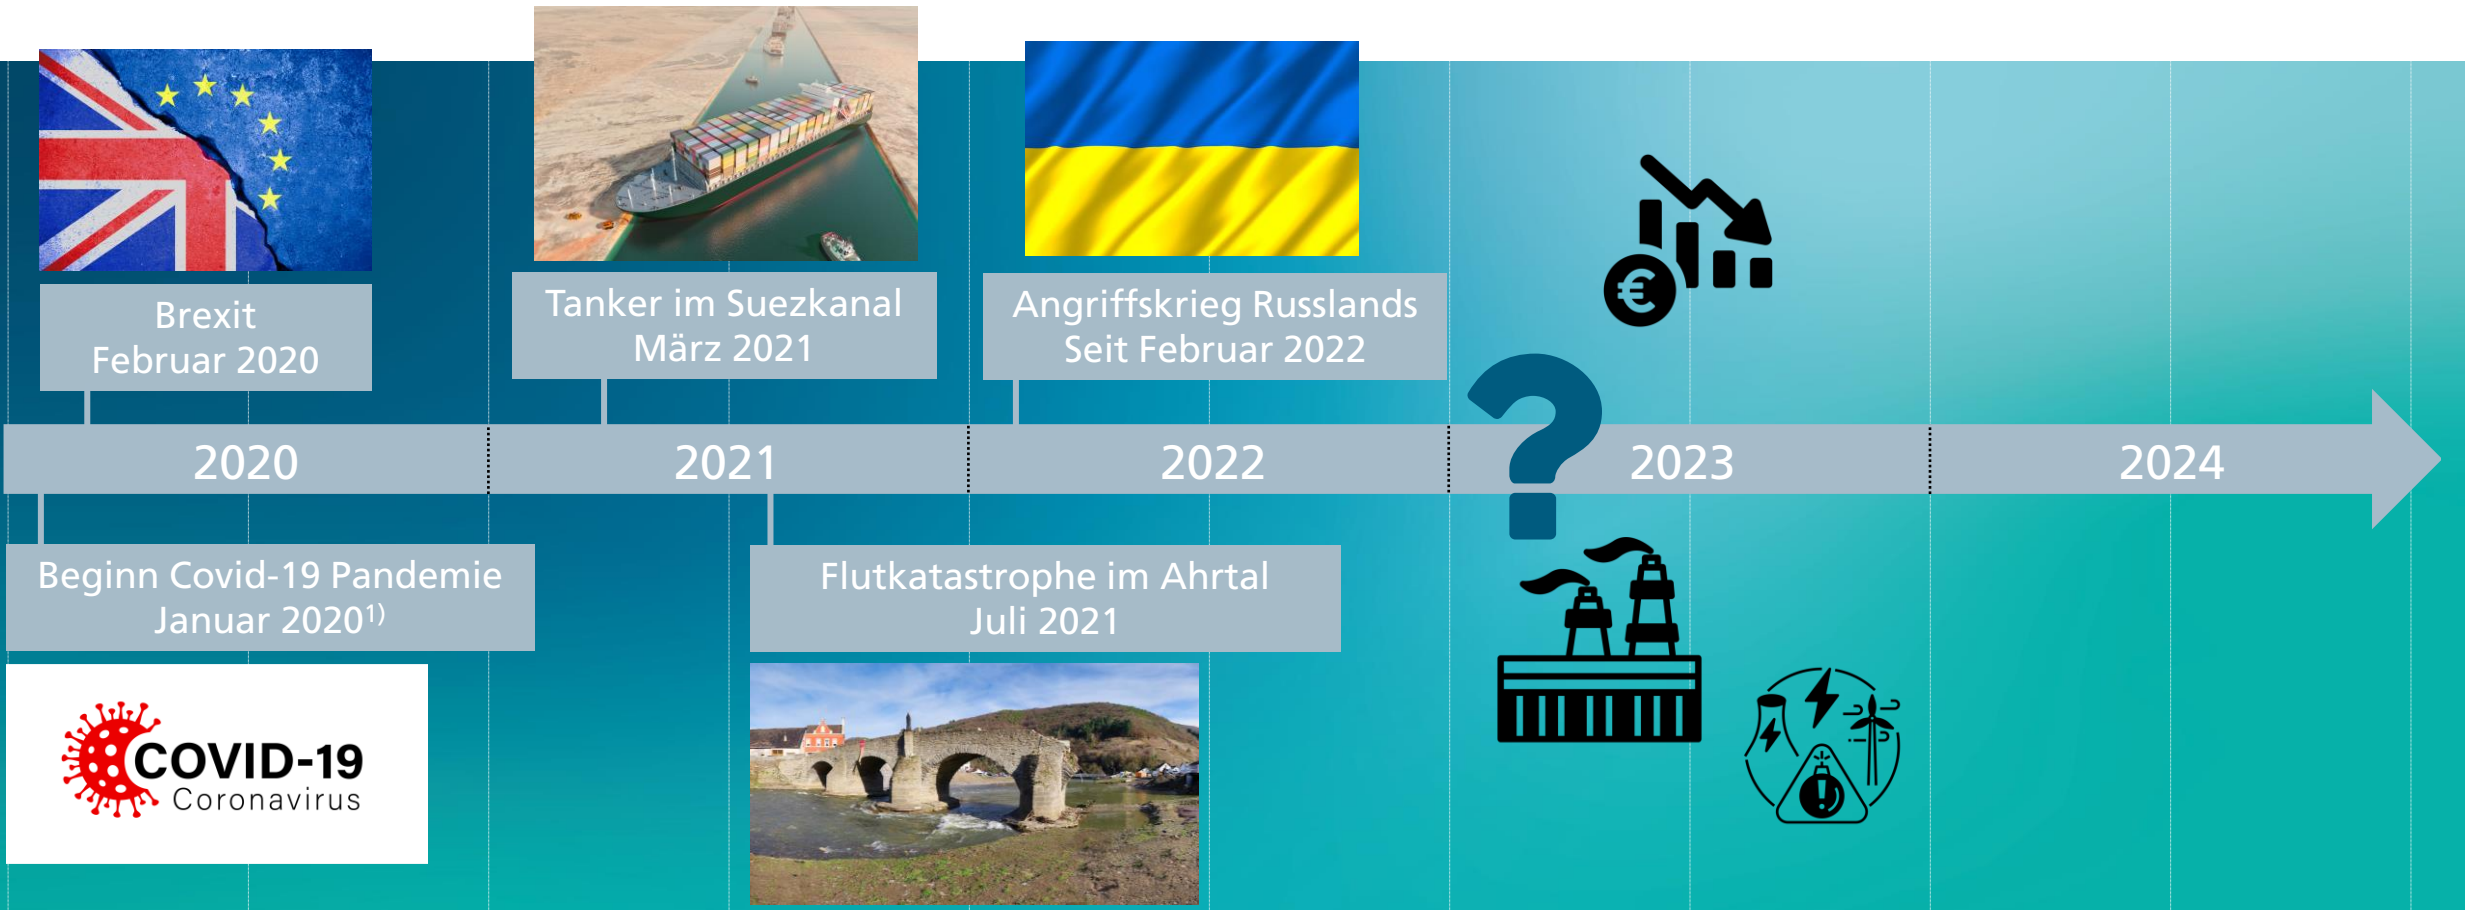 Brexit
Februar 2020
Tanker im Suezkanal
März 2021
Angriffskrieg Russlands
Seit Februar 2022
€
?
2020
2021
2022
2023
2024
Beginn Covid-19 Pandemie
Januar 2020¹⁾
Flutkatastrophe im Ahrtal
Juli 2021
COVID-19
Coronavirus
!